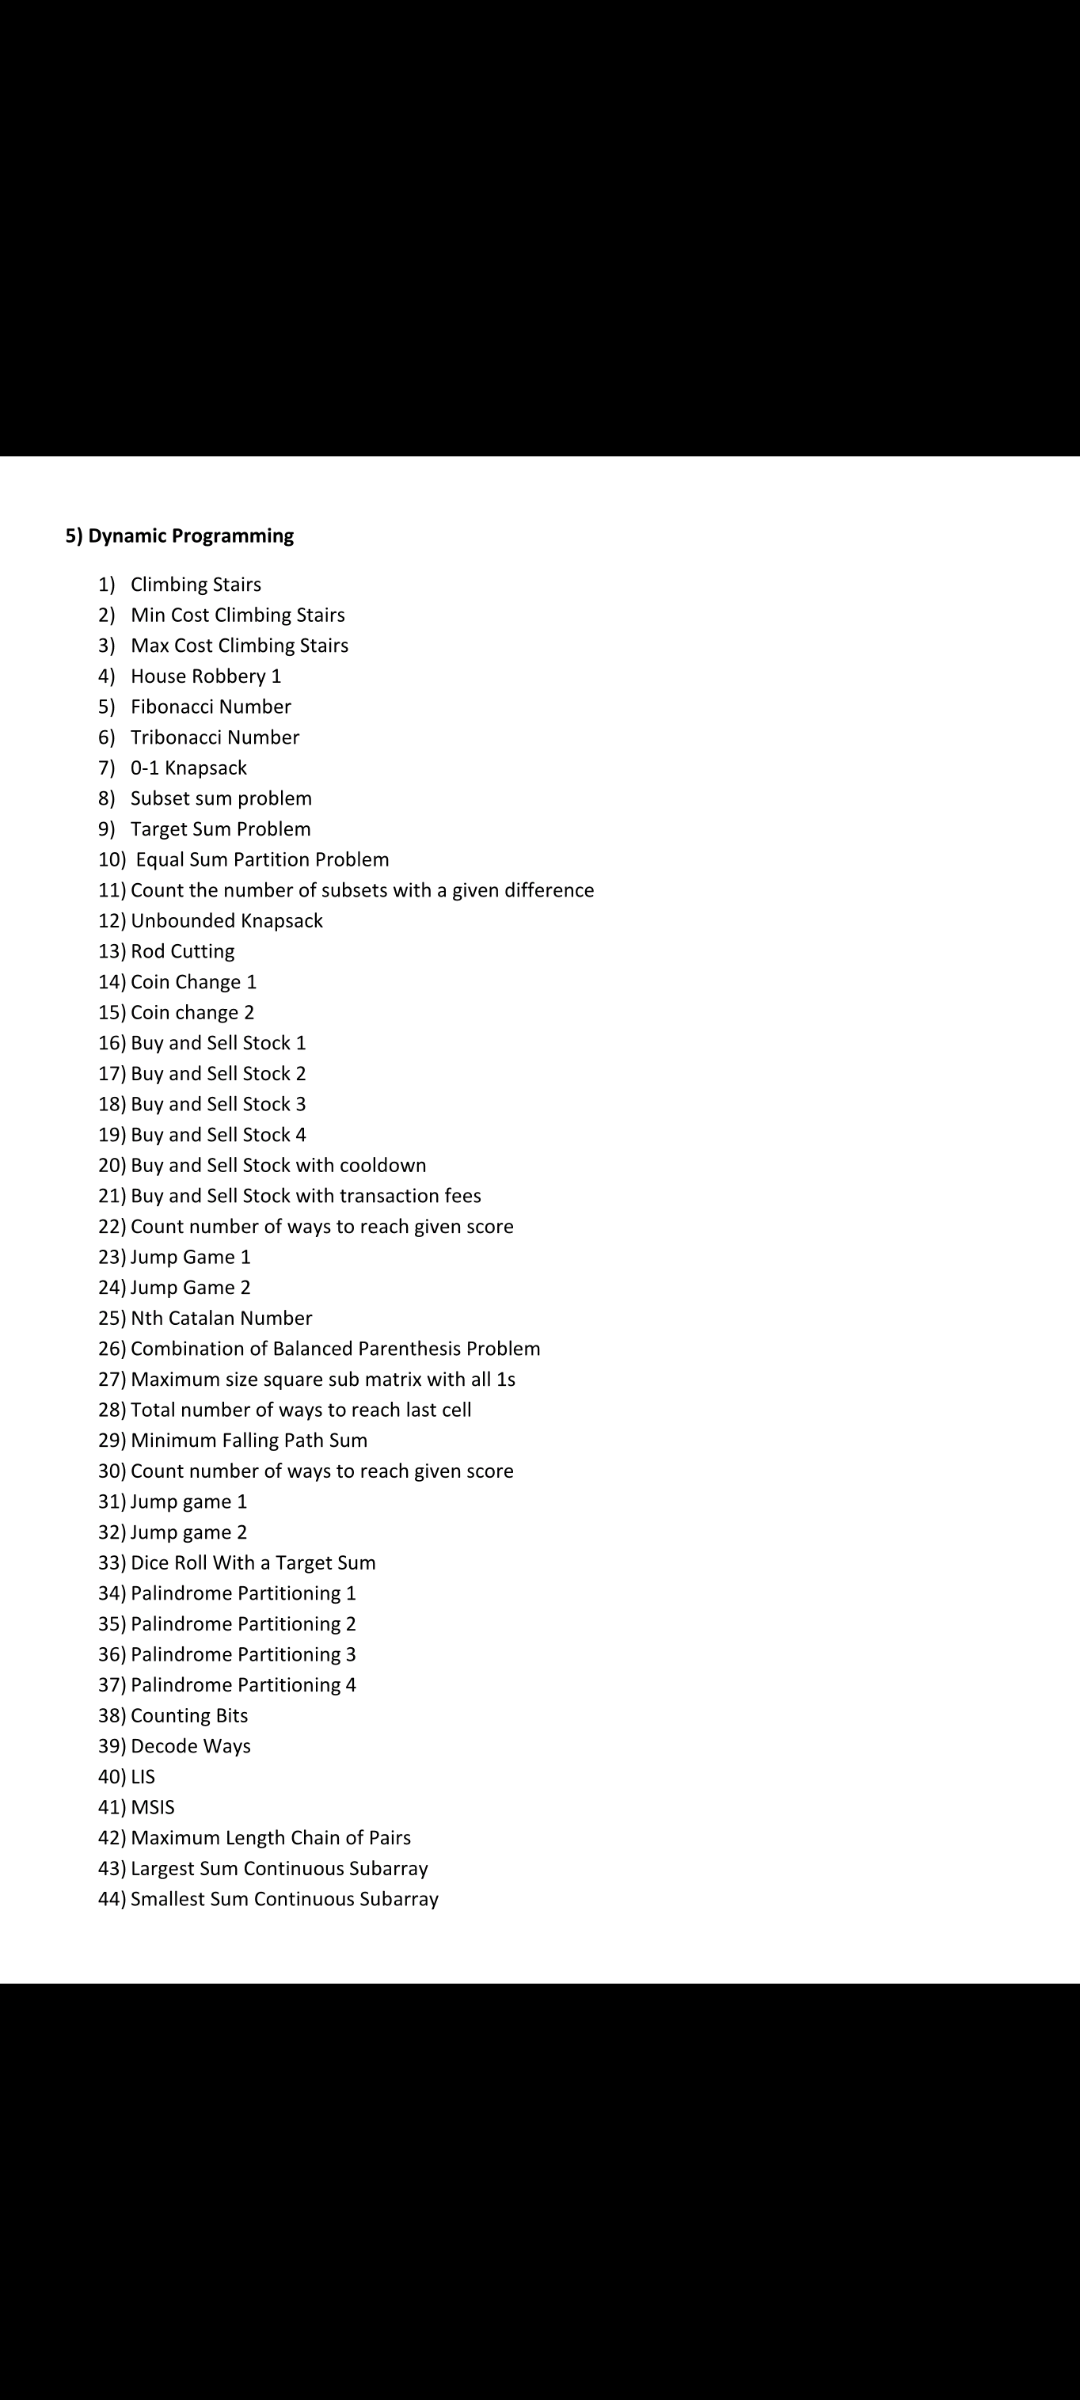 5) Dynamic Programming
1) Climbing Stairs
2) Min Cost Climbing Stairs
3) Max Cost Climbing Stairs
4) House Robbery 1
5) Fibonacci Number
6) Tribonacci Number
7) 0-1 Knapsack
8) Subset sum problem
9) Target Sum Problem
10) Equal Sum Partition Problem
11) Count the number of subsets with a given difference
12) Unbounded Knapsack
13) Rod Cutting
14) Coin Change 1
15) Coin change 2
16) Buy and Sell Stock 1
17) Buy and Sell Stock 2
18) Buy and Sell Stock 3
19) Buy and Sell Stock 4
20) Buy and Sell Stock with cooldown
21) Buy and Sell Stock with transaction fees
22) Count number of ways to reach given score
23) Jump Game 1
24) Jump Game 2
25) Nth Catalan Number
26) Combination of Balanced Parenthesis Problem
27) Maximum size square sub matrix with all 1s
28) Total number of ways to reach last cell
29) Minimum Falling Path Sum
30) Count number of ways to reach given score
31) Jump game 1
32) Jump game 2
33) Dice Roll With a Target Sum
34) Palindrome Partitioning 1
35) Palindrome Partitioning 2
36) Palindrome Partitioning 3
37) Palindrome Partitioning 4
38) Counting Bits
39) Decode Ways
40) LIS
41) MSIS
42) Maximum Length Chain of Pairs
43) Largest Sum Continuous Subarray
44) Smallest Sum Continuous Subarray